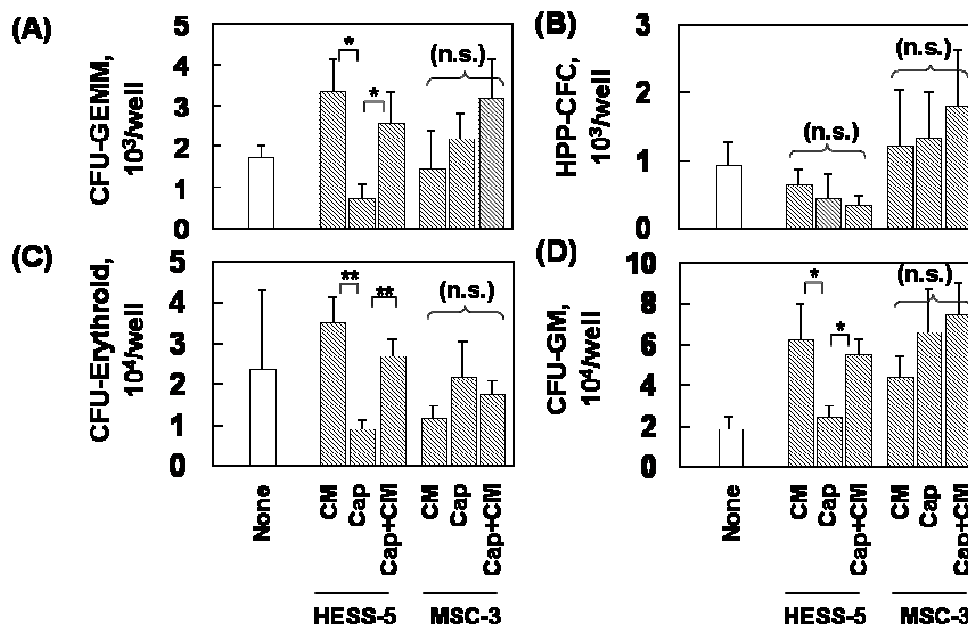 (A)
CFU-GEMM,
10³/well
5
4
3
2
1
0
*
*
(n.s.)
(B)
HPP-CFC,
10³/well
3
2
1
0
(n.s.)
(n.s.)
(C)
CFU-Erythroid,
10⁴/well
5
4
3
2
1
0
**
**
(n.s.)
None
CM
Cap
Cap+CM
CM
Cap
Cap+CM
HESS-5
MSC-3
(D)
CFU-GM,
10⁴/well
10
8
6
4
2
0
*
*
(n.s.)
None
CM
Cap
Cap+CM
CM
Cap
Cap+CM
HESS-5
MSC-3